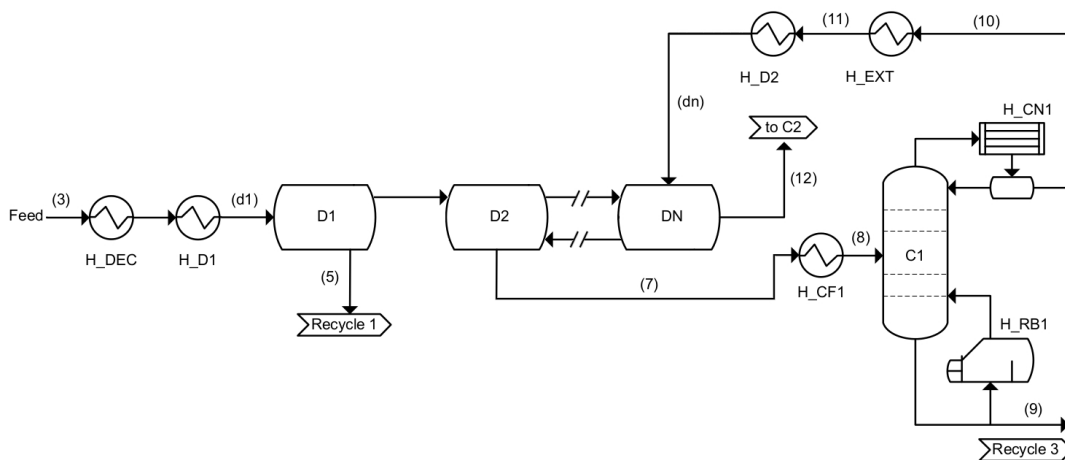 (11)
(10)
H_D2
H_EXT
(dn)
H_CN1
to C2
(3)
(d1)
(12)
Feed
D1
D2
DN
(8)
C1
H_DEC
H_D1
(5)
(7)
H_CF1
Recycle 1
H_RB1
(9)
Recycle 3